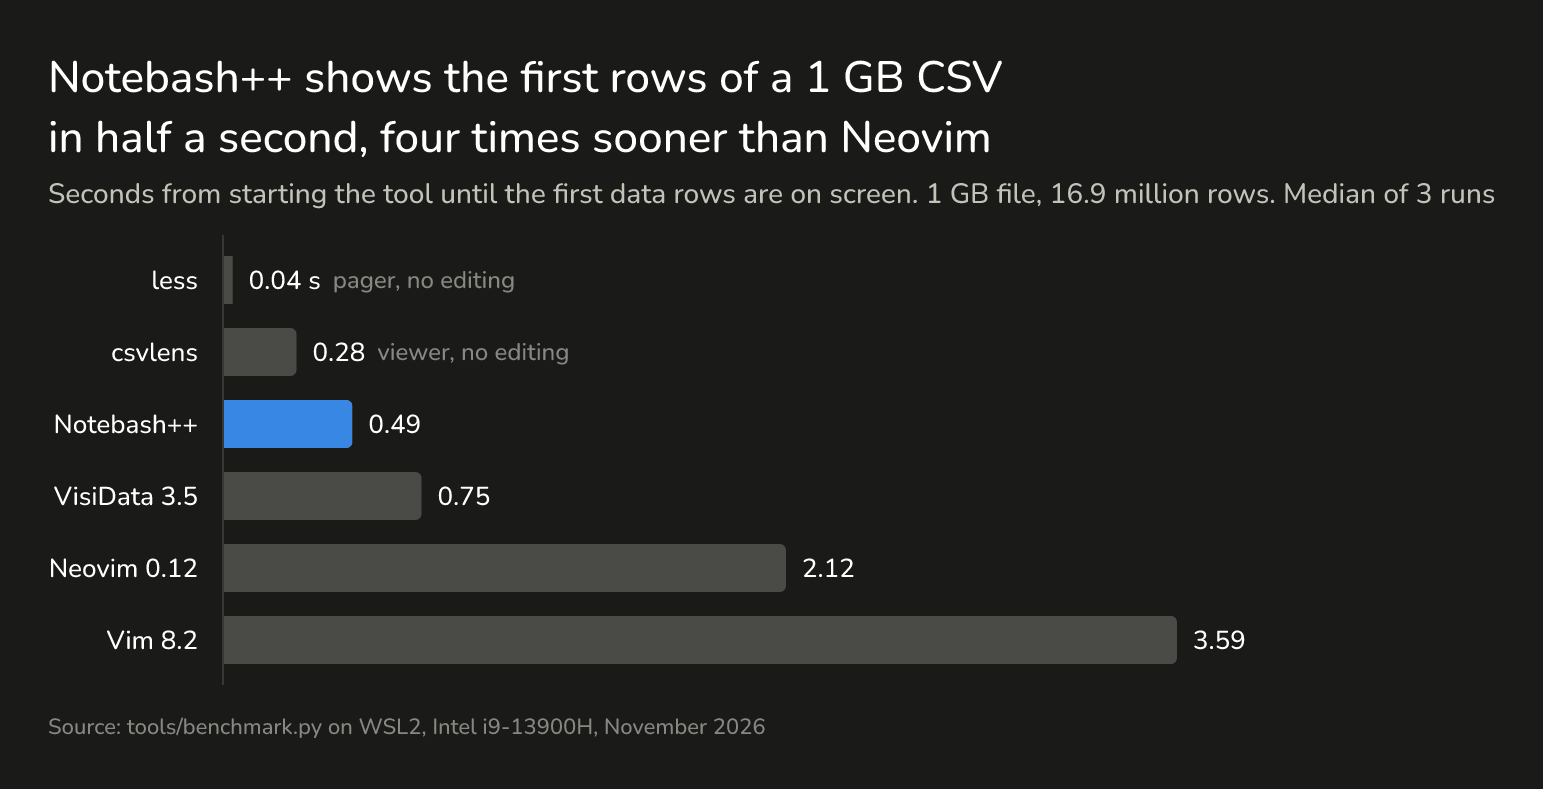 Notebash++ shows the first rows of a 1 GB CSV
in half a second, four times sooner than Neovim
Seconds from starting the tool until the first data rows are on screen. 1 GB file, 16.9 million rows. Median of 3 runs
less 0.04 s pager, no editing
csvlens 0.28 viewer, no editing
Notebash++ 0.49
VisiData 3.5 0.75
Neovim 0.12 2.12
Vim 8.2 3.59
Source: tools/benchmark.py on WSL2, Intel i9-13900H, November 2026